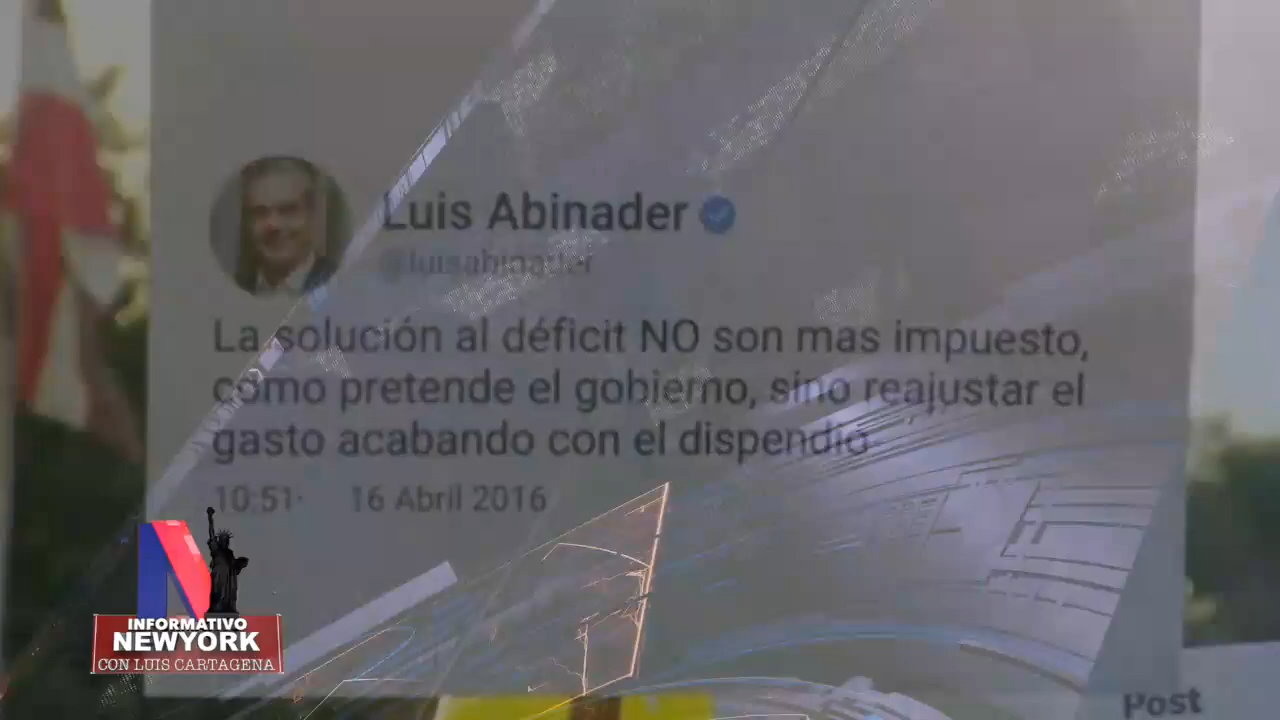 Luis Abinader
@luisabinader
La solución al déficit NO son mas impuesto,
como pretende el gobierno, sino reajustar el
gasto acabando con el dispendio
10:51· 16 Abril 2016
INFORMATIVO
NEWYORK
CON LUIS CARTAGENA
Post